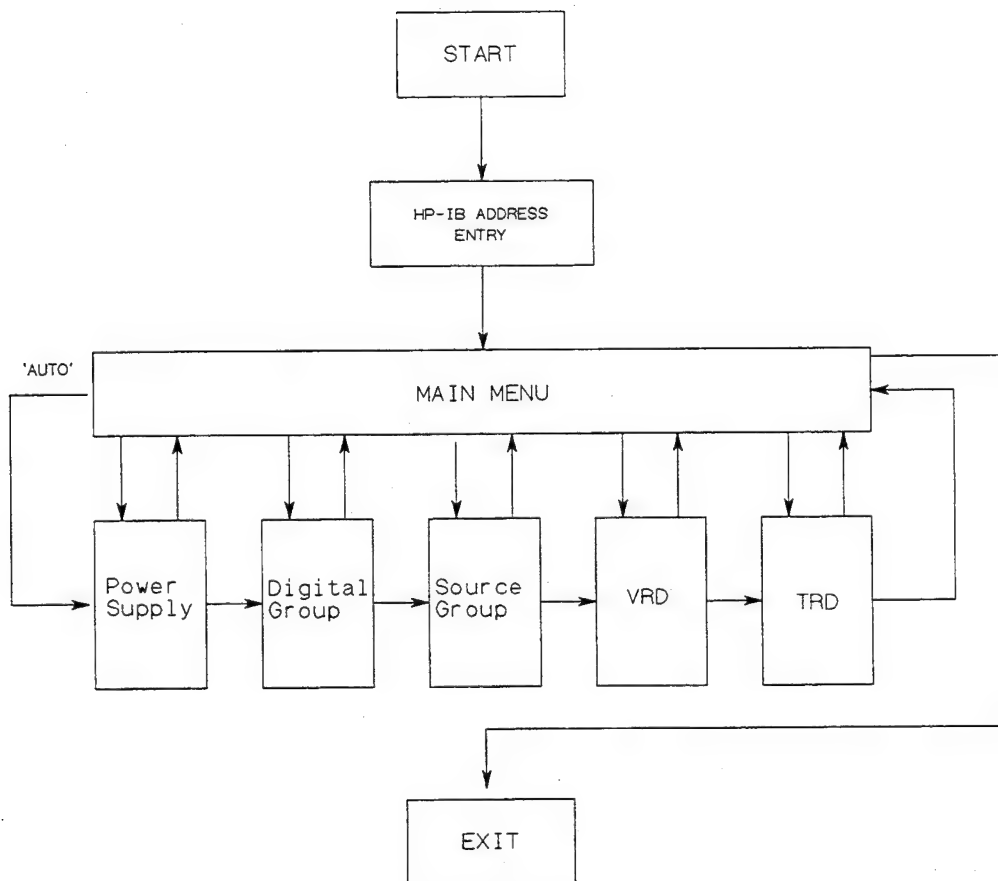 START
HP-IB ADDRESS
ENTRY
'AUTO'
MAIN MENU
Power
Supply
Digital
Group
Source
Group
VRD
TRD
EXIT